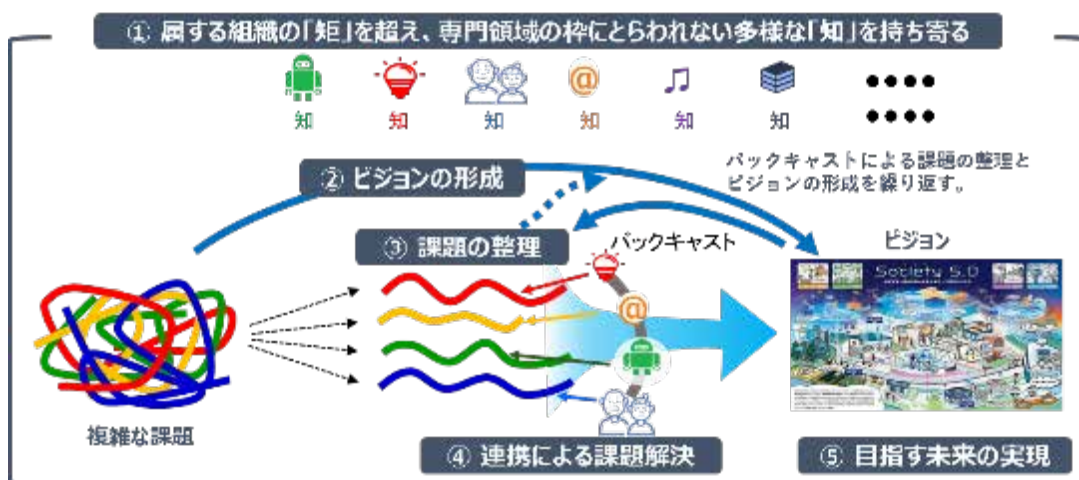 ① 属する組織の「矩」を超え、専門領域の枠にとらわれない多様な「知」を持ち寄る
知 知 知 知 知 知
② ビジョンの形成
バックキャストによる課題の整理と
ビジョンの形成を繰り返す。
③ 課題の整理
バックキャスト
ビジョン
Society 5.0
@
@
複雑な課題
④ 連携による課題解決
⑤ 目指す未来の実現